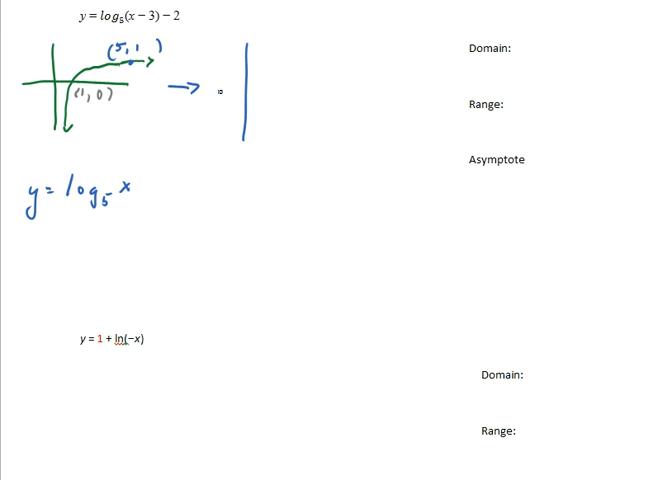 y = log₅(x − 3) − 2
Domain:
(5, 1 )
(1, 0)
Range:
Asymptote
y = log₅ x
y = 1 + ln(−x)
Domain:
Range: